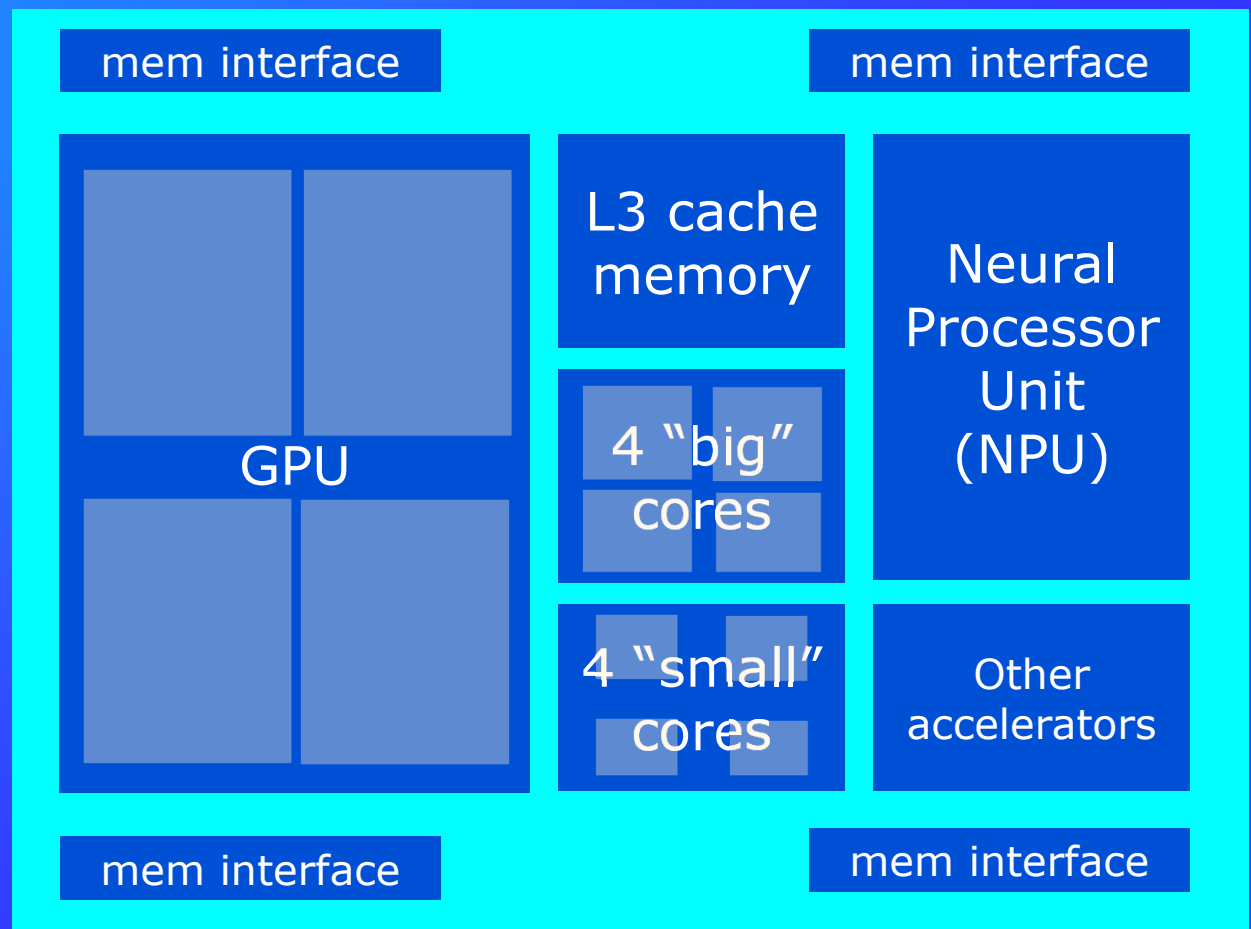 mem interface
mem interface
L3 cache
memory
Neural
Processor
Unit
(NPU)
GPU
4 “big”
cores
4 “small”
cores
Other
accelerators
mem interface
mem interface